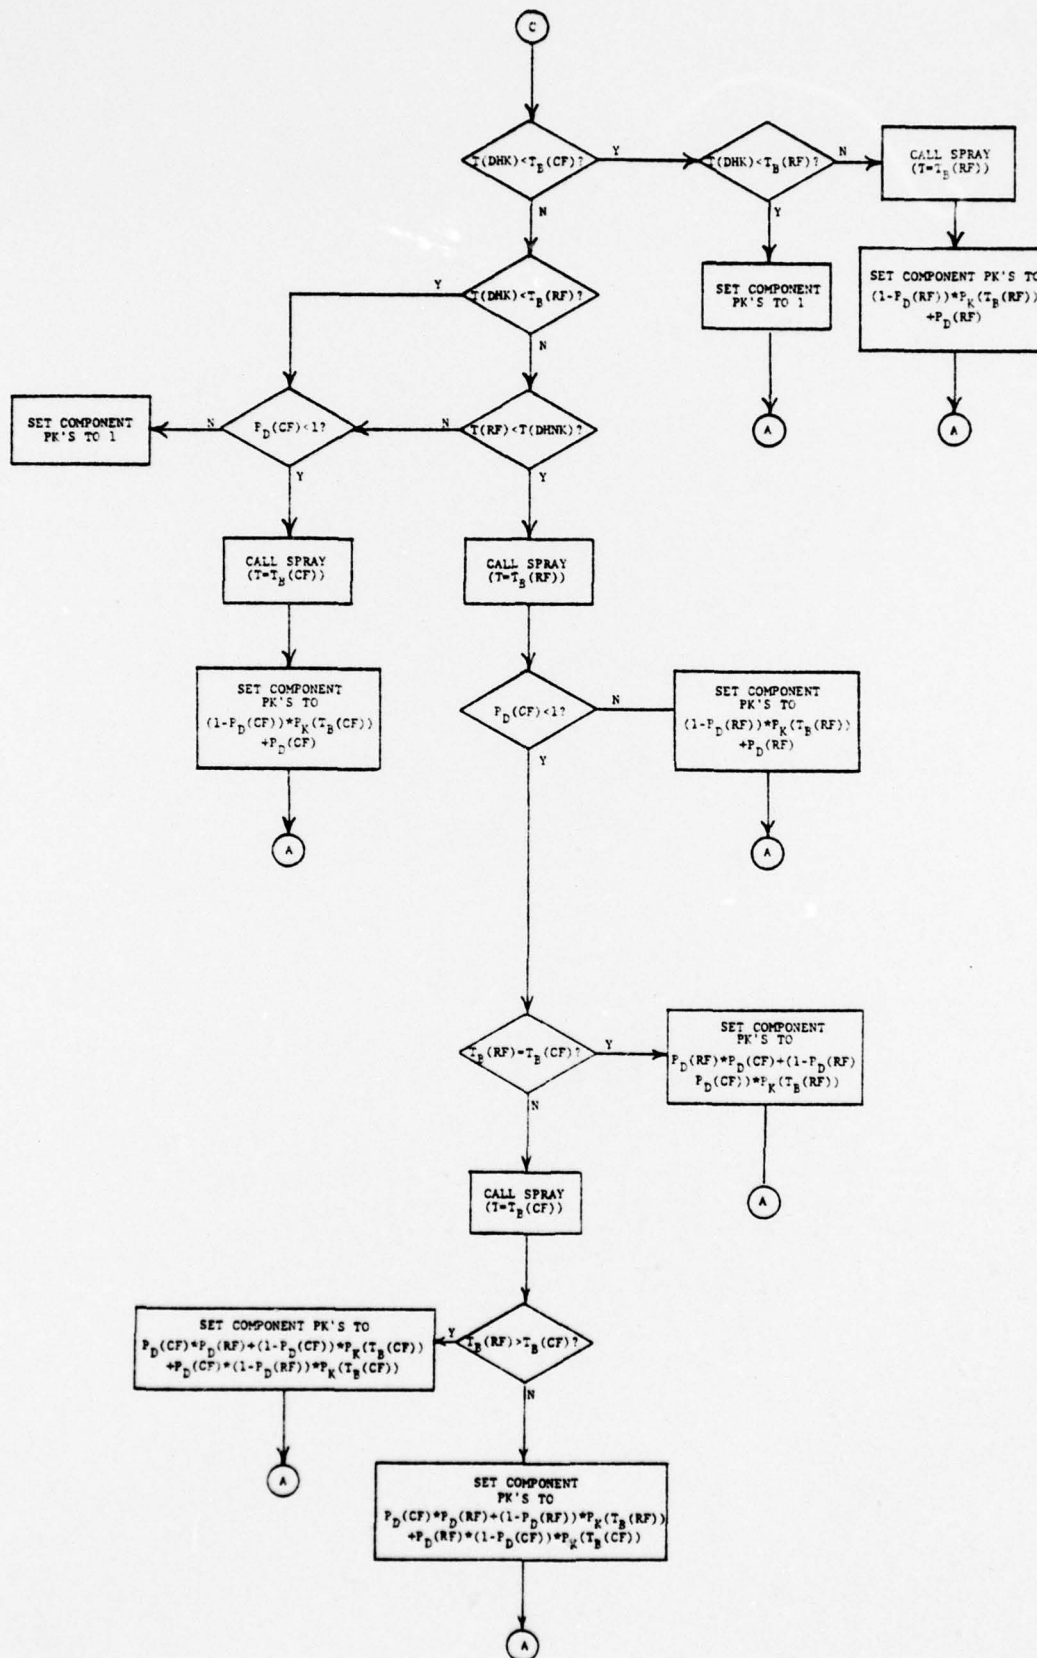 C
T(DHK)<T_B(CF)?
Y
T(DHK)<T_B(RF)?
N
CALL SPRAY
(T=T_B(RF))
N
Y
SET COMPONENT PK'S TO
(1-P_D(RF))*P_K(T_B(RF))
+P_D(RF)
A
SET COMPONENT
PK'S TO 1
A
Y
T(DHK)<T_B(RF)?
N
SET COMPONENT
PK'S TO 1
N
P_D(CF)<1?
N
T(RF)<T(DHNK)?
Y
Y
CALL SPRAY
(T=T_B(CF))
CALL SPRAY
(T=T_B(RF))
SET COMPONENT
PK'S TO
(1-P_D(CF))*P_K(T_B(CF))
+P_D(CF)
A
P_D(CF)<1?
N
SET COMPONENT
PK'S TO
(1-P_D(RF))*P_K(T_B(RF))
+P_D(RF)
A
Y
T_B(RF)=T_B(CF)?
Y
SET COMPONENT
PK'S TO
P_D(RF)*P_D(CF)+(1-P_D(RF)
P_D(CF))*P_K(T_B(RF))
A
N
CALL SPRAY
(T=T_B(CF))
T_B(RF)>T_B(CF)?
Y
SET COMPONENT PK'S TO
P_D(CF)*P_D(RF)+(1-P_D(CF))*P_K(T_B(CF))
+P_D(CF)*(1-P_D(RF))*P_K(T_B(CF))
A
N
SET COMPONENT
PK'S TO
P_D(CF)*P_D(RF)+(1-P_D(RF))*P_K(T_B(RF))
+P_D(RF)*(1-P_D(CF))*P_K(T_B(CF))
A